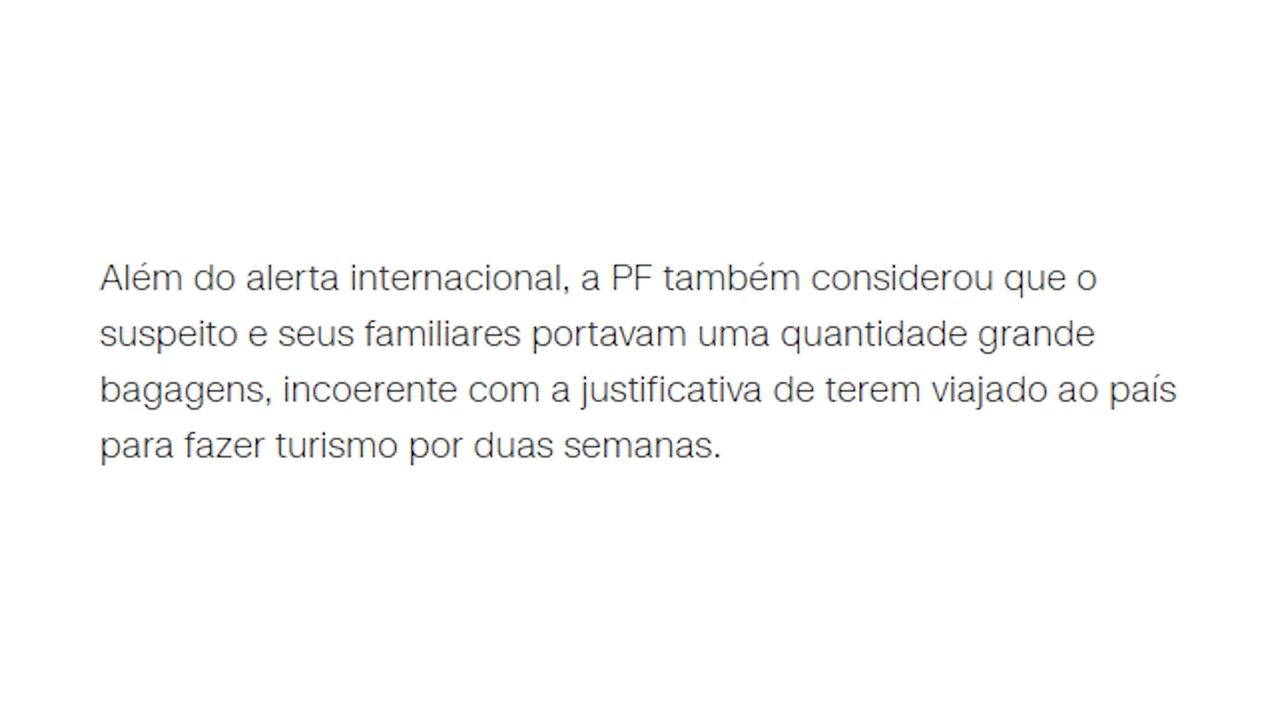 Além do alerta internacional, a PF também considerou que o
suspeito e seus familiares portavam uma quantidade grande
bagagens, incoerente com a justificativa de terem viajado ao país
para fazer turismo por duas semanas.